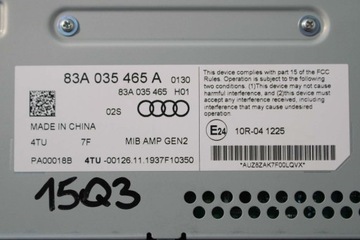 83A 035 465 A 0130
83A 035 465 H01
02S
MADE IN CHINA
4TU 7F MIB AMP GEN2
PA00018B 4TU -00126.11.1937F10350
This device complies with part 15 of the FCC
Rules. Operation is subject to the following
two conditions. (1)This device may not cause
harmful interference, and (2)this device must
accept any interference received, including
interference that may cause undesired
operation.
E24 10R-04 1225
*AUZ8ZAK7F00LQVX*
15Q3